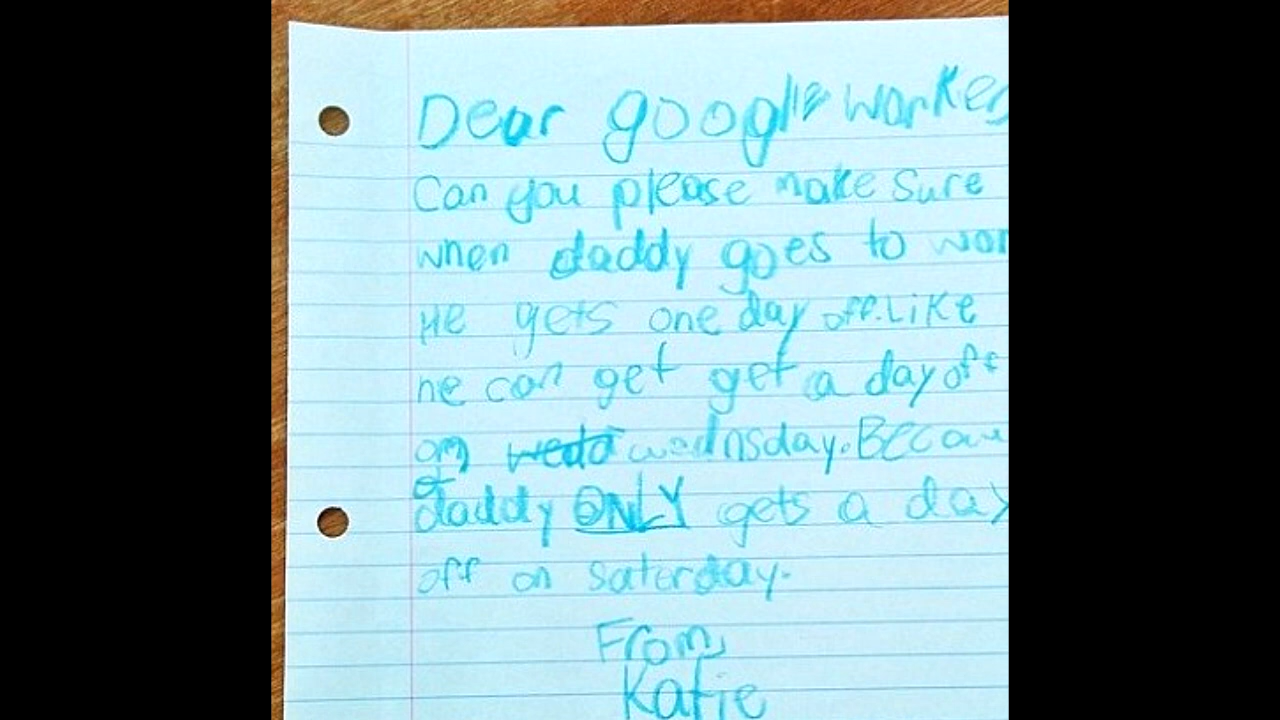 Dear google worker
Can you please make sure
when daddy goes to wor
He gets one day off. Like
he can get get a day off
on wednsday. Becau
daddy ONLY gets a day
off on saterday.
From,
Katie